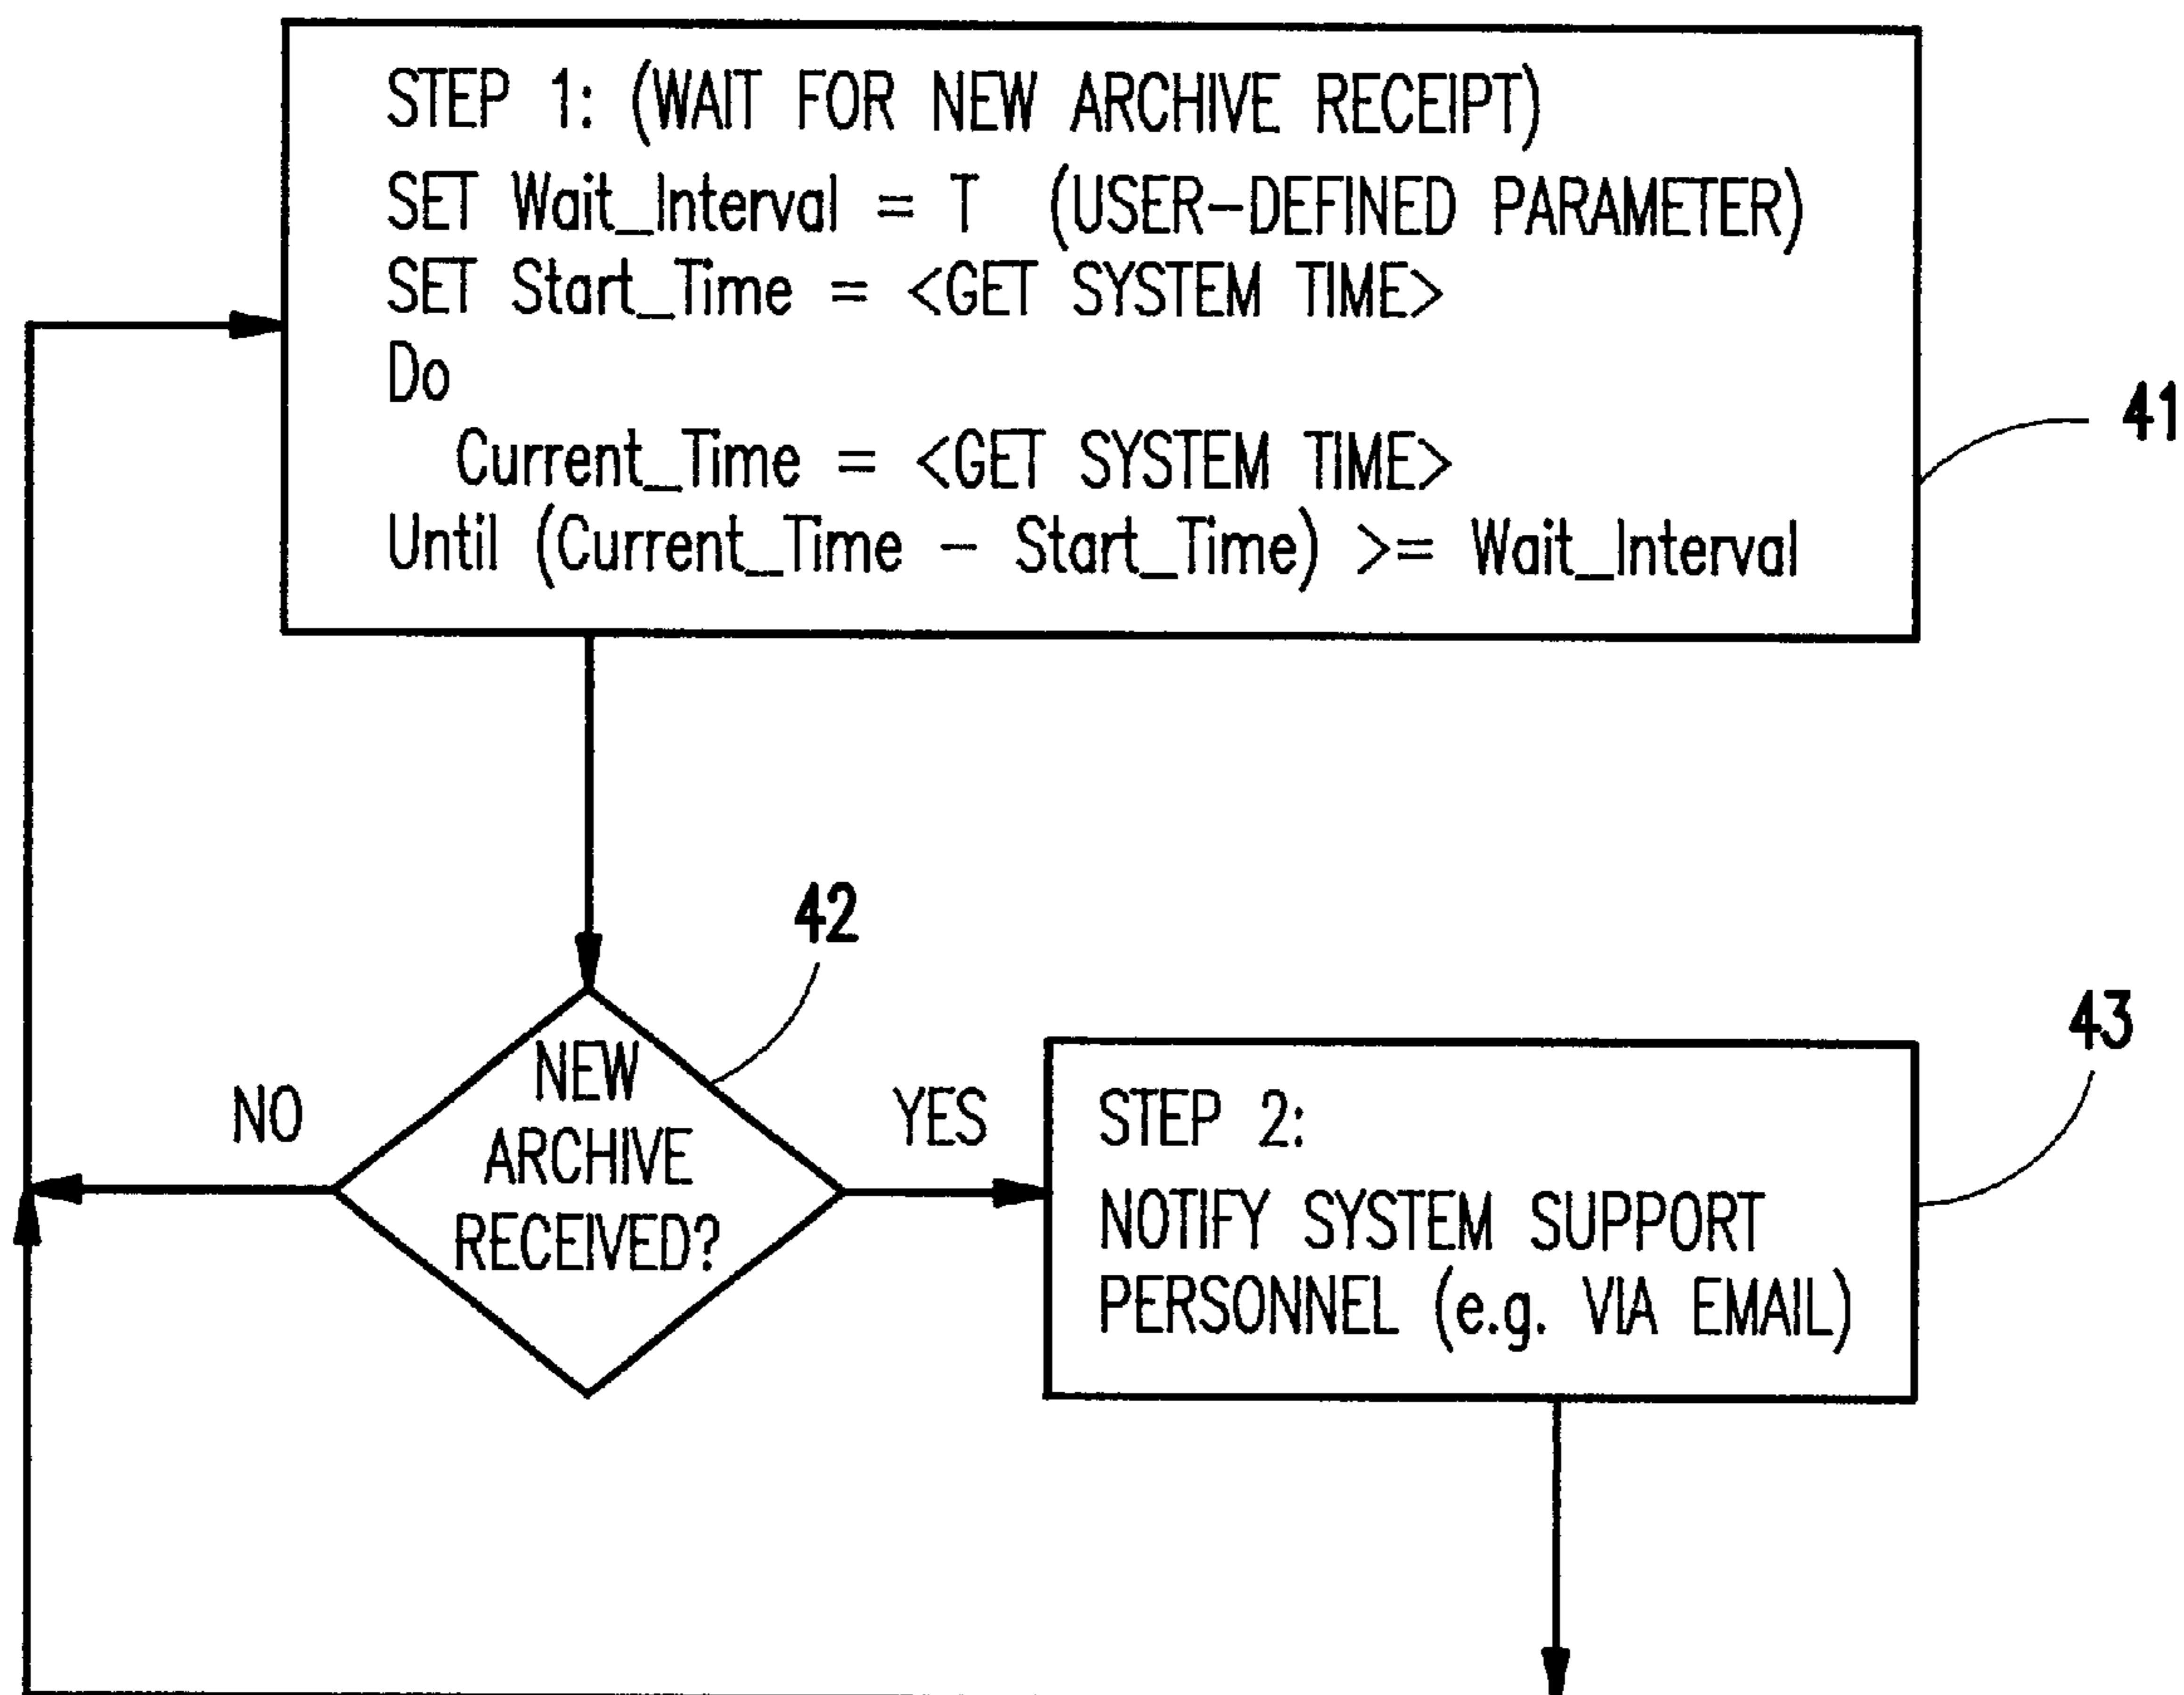 STEP 1: (WAIT FOR NEW ARCHIVE RECEIPT)
SET Wait_Interval = T (USER-DEFINED PARAMETER)
SET Start_Time = <GET SYSTEM TIME>
Do
Current_Time = <GET SYSTEM TIME>
Until (Current_Time - Start_Time) >= Wait_Interval
41
42
NEW
ARCHIVE
RECEIVED?
NO
YES
43
STEP 2:
NOTIFY SYSTEM SUPPORT
PERSONNEL (e.g. VIA EMAIL)